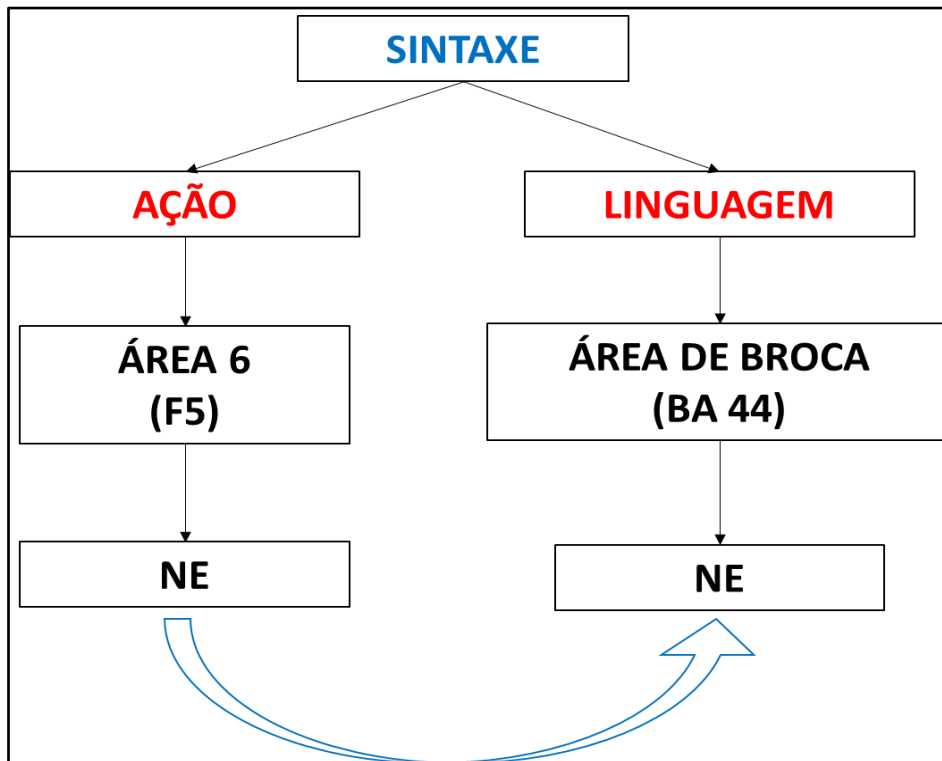 SINTAXE
AÇÃO
LINGUAGEM
ÁREA 6
(F5)
ÁREA DE BROCA
(BA 44)
NE
NE